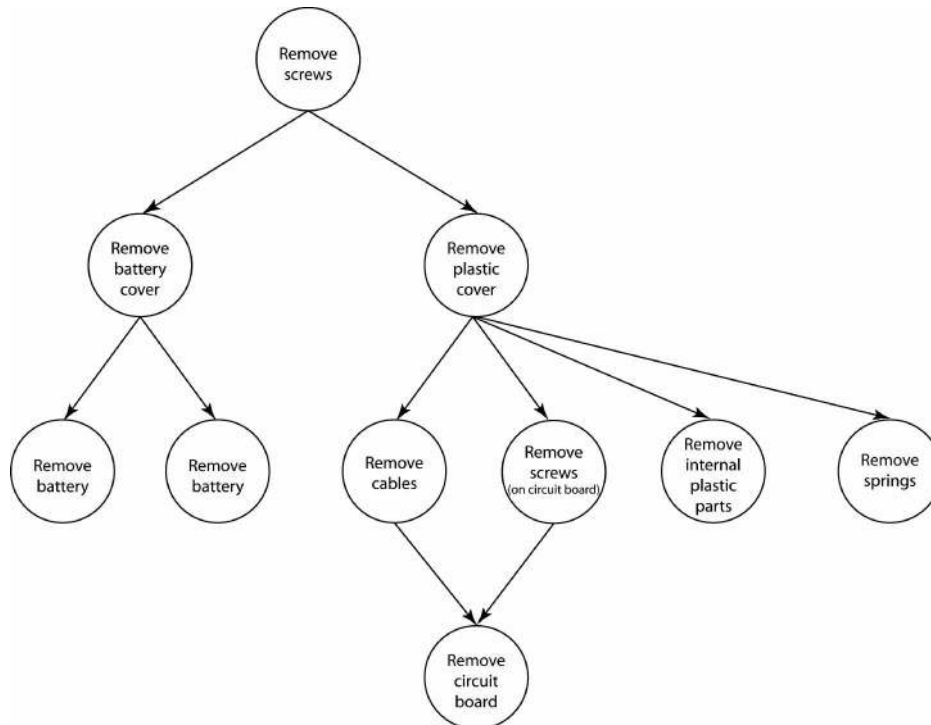 Remove
screws
Remove
battery
cover
Remove
plastic
cover
Remove
battery
Remove
battery
Remove
cables
Remove
screws
(on circuit board)
Remove
internal
plastic
parts
Remove
springs
Remove
circuit
board